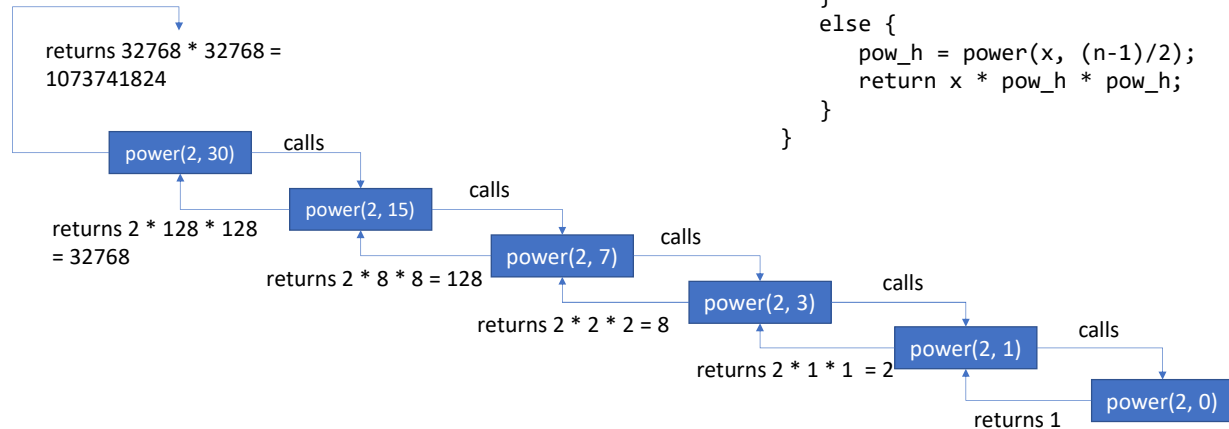 }
else {
pow_h = power(x, (n-1)/2);
return x * pow_h * pow_h;
}
}
returns 32768 * 32768 =
1073741824
power(2, 30)
calls
power(2, 15)
calls
returns 2 * 128 * 128
= 32768
power(2, 7)
calls
returns 2 * 8 * 8 = 128
power(2, 3)
calls
returns 2 * 2 * 2 = 8
power(2, 1)
calls
returns 2 * 1 * 1  = 2
power(2, 0)
returns 1